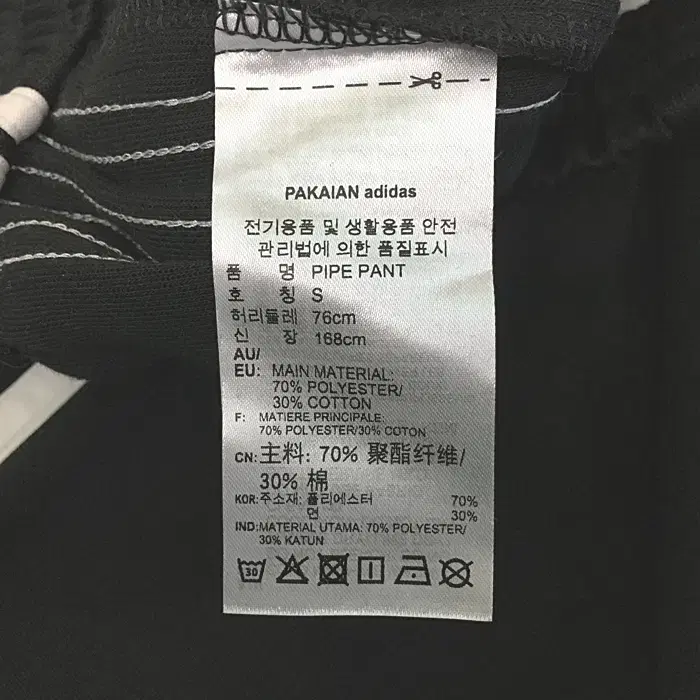 PAKAIAN adidas
전기용품 및 생활용품 안전
관리법에 의한 품질표시
품 명 PIPE PANT
호 칭 S
허리둘레 76cm
신 장 168cm
AU/
EU: MAIN MATERIAL:
70% POLYESTER/
30% COTTON
F: MATIERE PRINCIPALE:
70% POLYESTER/30% COTON
CN: 主料: 70% 聚酯纤维/
30% 棉
KOR: 주소재: 폴리에스터 70%
면 30%
IND: MATERIAL UTAMA: 70% POLYESTER/
30% KATUN
30